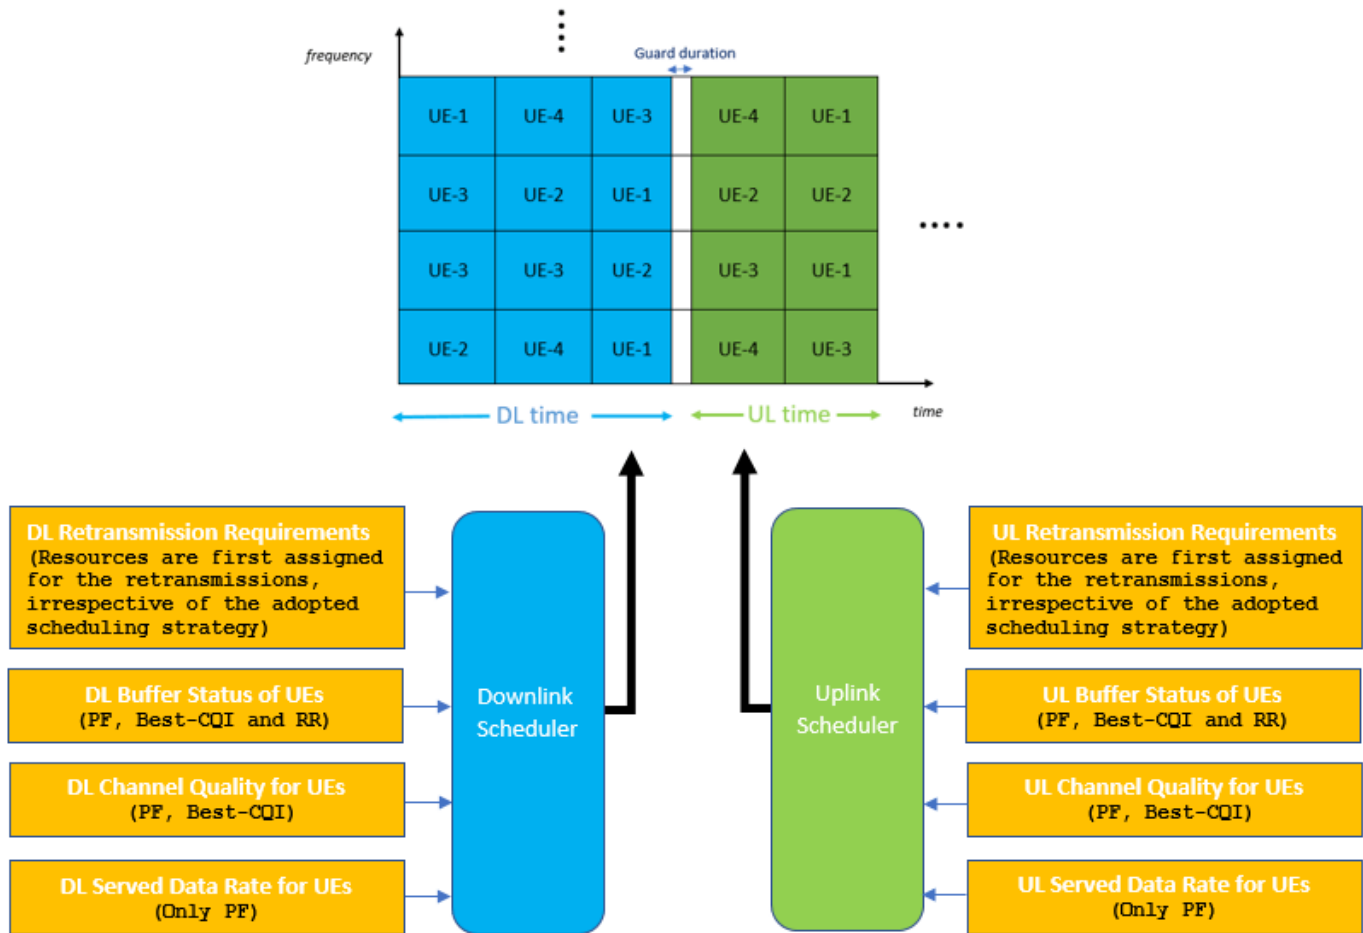 frequency
Guard duration
UE-1 UE-4 UE-3 UE-4 UE-1
UE-3 UE-2 UE-1 UE-2 UE-2
UE-3 UE-3 UE-2 UE-3 UE-1
UE-2 UE-4 UE-1 UE-4 UE-3
DL time
UL time
time
DL Retransmission Requirements
(Resources are first assigned
for the retransmissions,
irrespective of the adopted
scheduling strategy)
DL Buffer Status of UEs
(PF, Best-CQI and RR)
DL Channel Quality for UEs
(PF, Best-CQI)
DL Served Data Rate for UEs
(Only PF)
Downlink
Scheduler
Uplink
Scheduler
UL Retransmission Requirements
(Resources are first assigned
for the retransmissions,
irrespective of the adopted
scheduling strategy)
UL Buffer Status of UEs
(PF, Best-CQI and RR)
UL Channel Quality for UEs
(PF, Best-CQI)
UL Served Data Rate for UEs
(Only PF)